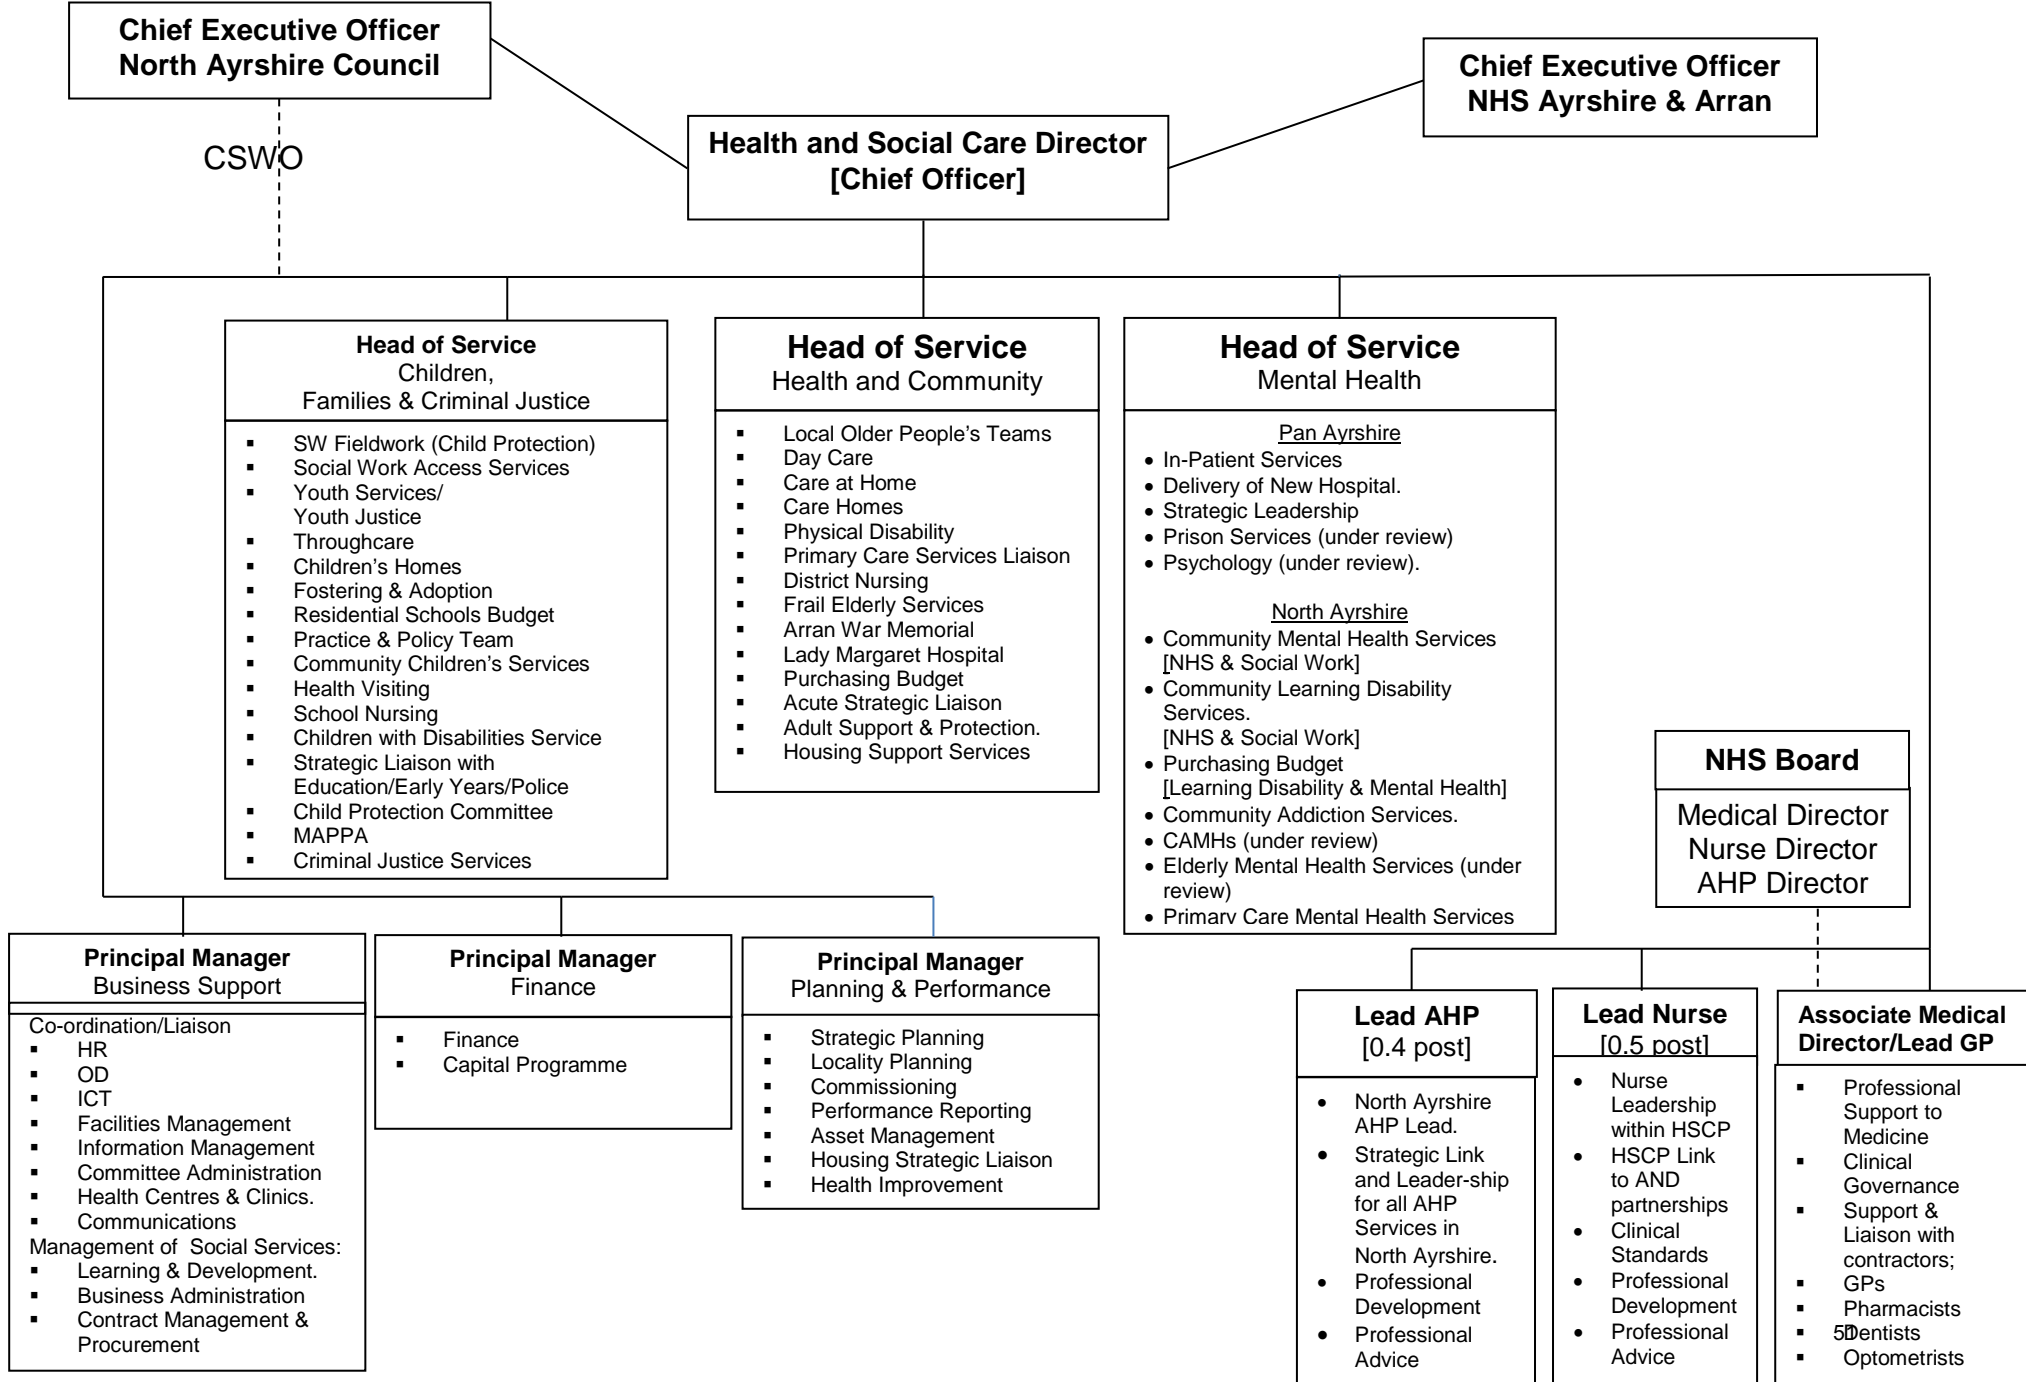 Chief Executive Officer
North Ayrshire Council
Chief Executive Officer
NHS Ayrshire & Arran
CSWO
Health and Social Care Director
[Chief Officer]
Head of Service
Children,
Families & Criminal Justice
SW Fieldwork (Child Protection)
Social Work Access Services
Youth Services/
Youth Justice
Throughcare
Children's Homes
Fostering & Adoption
Residential Schools Budget
Practice & Policy Team
Community Children's Services
Health Visiting
School Nursing
Children with Disabilities Service
Strategic Liaison with
Education/Early Years/Police
Child Protection Committee
MAPPA
Criminal Justice Services
Head of Service
Health and Community
Local Older People's Teams
Day Care
Care at Home
Care Homes
Physical Disability
Primary Care Services Liaison
District Nursing
Frail Elderly Services
Arran War Memorial
Lady Margaret Hospital
Purchasing Budget
Acute Strategic Liaison
Adult Support & Protection.
Housing Support Services
Head of Service
Mental Health
Pan Ayrshire
• In-Patient Services
• Delivery of New Hospital.
• Strategic Leadership
• Prison Services (under review)
• Psychology (under review).
North Ayrshire
• Community Mental Health Services
[NHS & Social Work]
• Community Learning Disability
Services.
[NHS & Social Work]
• Purchasing Budget
[Learning Disability & Mental Health]
• Community Addiction Services.
• CAMHs (under review)
• Elderly Mental Health Services (under
review)
• Primary Care Mental Health Services
NHS Board
Medical Director
Nurse Director
AHP Director
Principal Manager
Business Support
Co-ordination/Liaison
HR
OD
ICT
Facilities Management
Information Management
Committee Administration
Health Centres & Clinics.
Communications
Management of Social Services:
Learning & Development.
Business Administration
Contract Management &
Procurement
Principal Manager
Finance
Finance
Capital Programme
Principal Manager
Planning & Performance
Strategic Planning
Locality Planning
Commissioning
Performance Reporting
Asset Management
Housing Strategic Liaison
Health Improvement
Lead AHP
[0.4 post]
• North Ayrshire
AHP Lead.
• Strategic Link
and Leader-ship
for all AHP
Services in
North Ayrshire.
• Professional
Development
• Professional
Advice
Lead Nurse
[0.5 post]
• Nurse
Leadership
within HSCP
• HSCP Link
to AND
partnerships
• Clinical
Standards
• Professional
Development
• Professional
Advice
Associate Medical
Director/Lead GP
Professional
Support to
Medicine
Clinical
Governance
Support &
Liaison with
contractors;
GPs
Pharmacists
Dentists
Optometrists
51